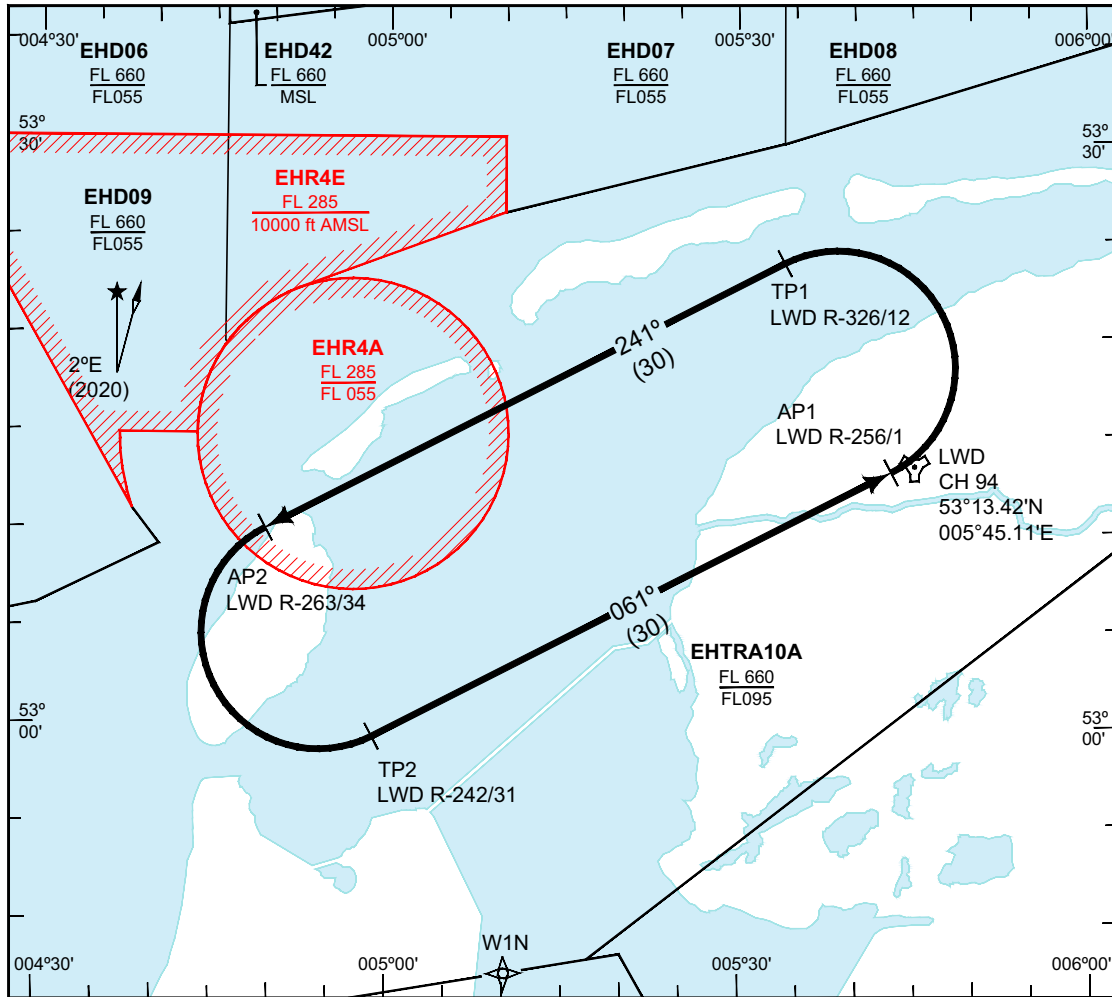 004°30'
005°00'
005°30'
006°00'
EHD06
FL 660
FL055
EHD42
FL 660
MSL
EHD07
FL 660
FL055
EHD08
FL 660
FL055
53°
30'
53°
30'
EHR4E
FL 285
10000 ft AMSL
EHD09
FL 660
FL055
2°E
(2020)
EHR4A
FL 285
FL 055
241°
(30)
TP1
LWD R-326/12
AP1
LWD R-256/1
LWD
CH 94
53°13.42'N
005°45.11'E
AP2
LWD R-263/34
061°
(30)
EHTRA10A
FL 660
FL095
53°
00'
53°
00'
TP2
LWD R-242/31
W1N
004°30'
005°00'
005°30'
006°00'